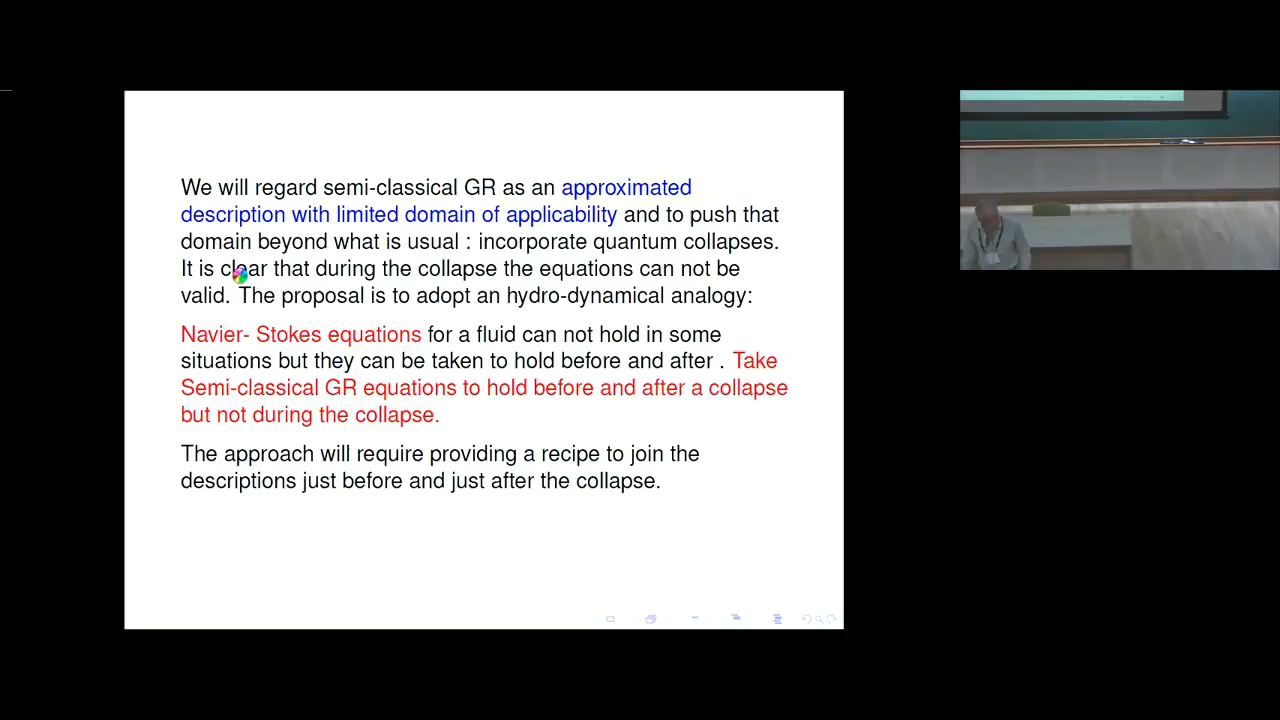 We will regard semi-classical GR as an approximated
description with limited domain of applicability and to push that
domain beyond what is usual : incorporate quantum collapses.
It is clear that during the collapse the equations can not be
valid. The proposal is to adopt an hydro-dynamical analogy:
Navier- Stokes equations for a fluid can not hold in some
situations but they can be taken to hold before and after . Take
Semi-classical GR equations to hold before and after a collapse
but not during the collapse.
The approach will require providing a recipe to join the
descriptions just before and just after the collapse.